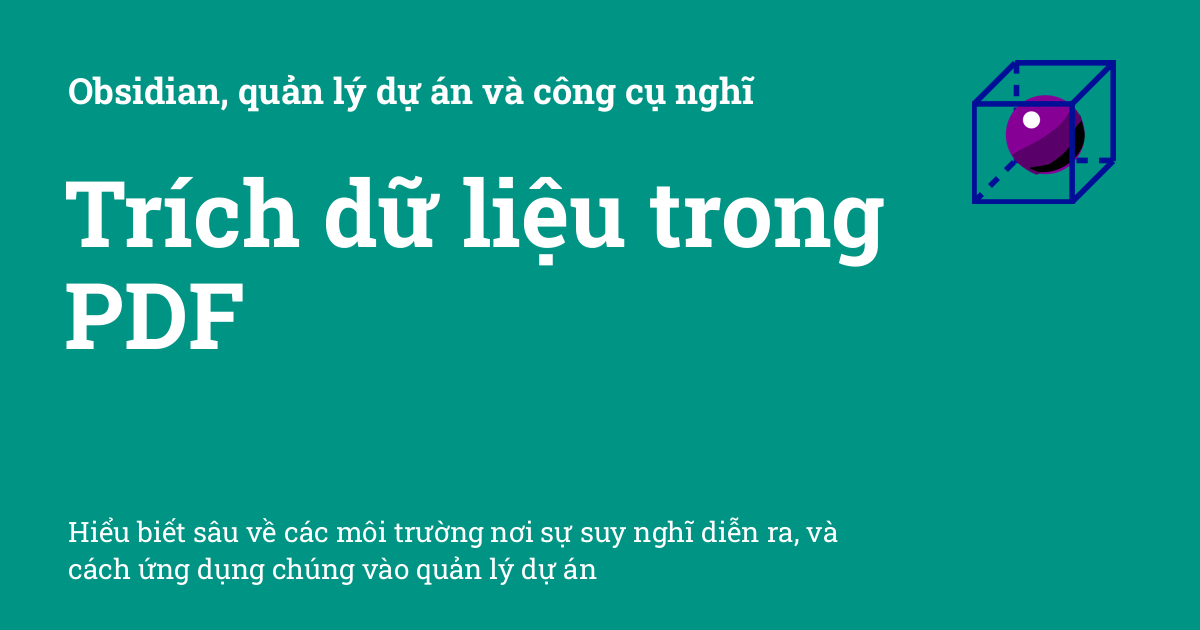 Obsidian, quản lý dự án và công cụ nghĩ
Trích dữ liệu trong
PDF
Hiểu biết sâu về các môi trường nơi sự suy nghĩ diễn ra, và
cách ứng dụng chúng vào quản lý dự án